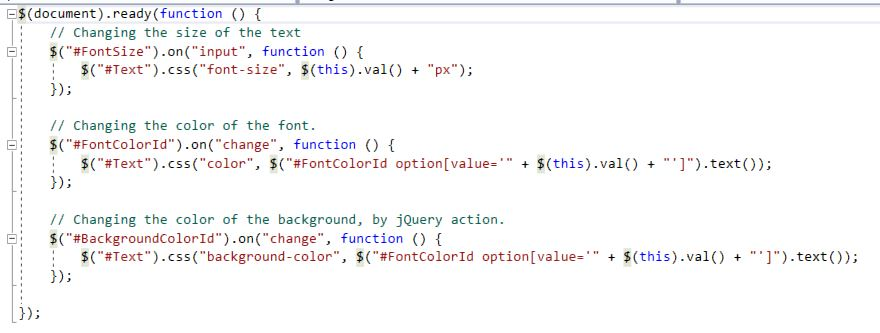 $(document).ready(function () {
    // Changing the size of the text
    $("#FontSize").on("input", function () {
        $("#Text").css("font-size", $(this).val() + "px");
    });

    // Changing the color of the font.
    $("#FontColorId").on("change", function () {
        $("#Text").css("color", $("#FontColorId option[value='" + $(this).val() + "']").text());
    });

    // Changing the color of the background, by jQuery action.
    $("#BackgroundColorId").on("change", function () {
        $("#Text").css("background-color", $("#FontColorId option[value='" + $(this).val() + "']").text());
    });

});